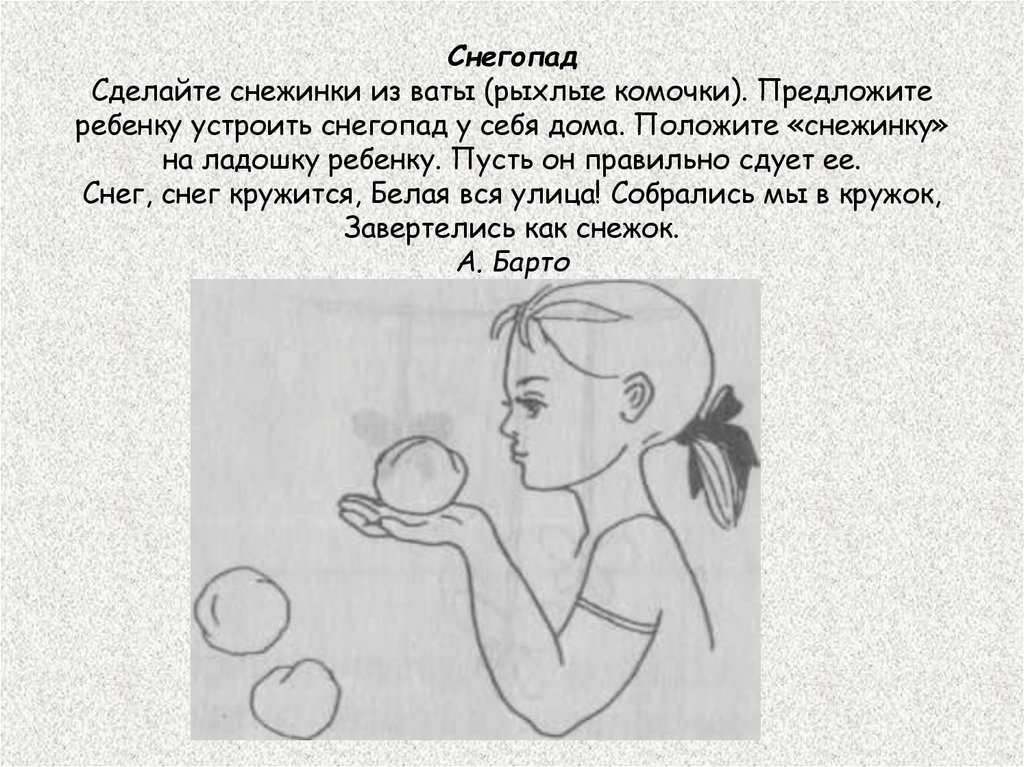 Снегопад
Сделайте снежинки из ваты (рыхлые комочки). Предложите
ребенку устроить снегопад у себя дома. Положите «снежинку»
на ладошку ребенку. Пусть он правильно сдует ее.
Снег, снег кружится, Белая вся улица! Собрались мы в кружок,
Завертелись как снежок.
А. Барто